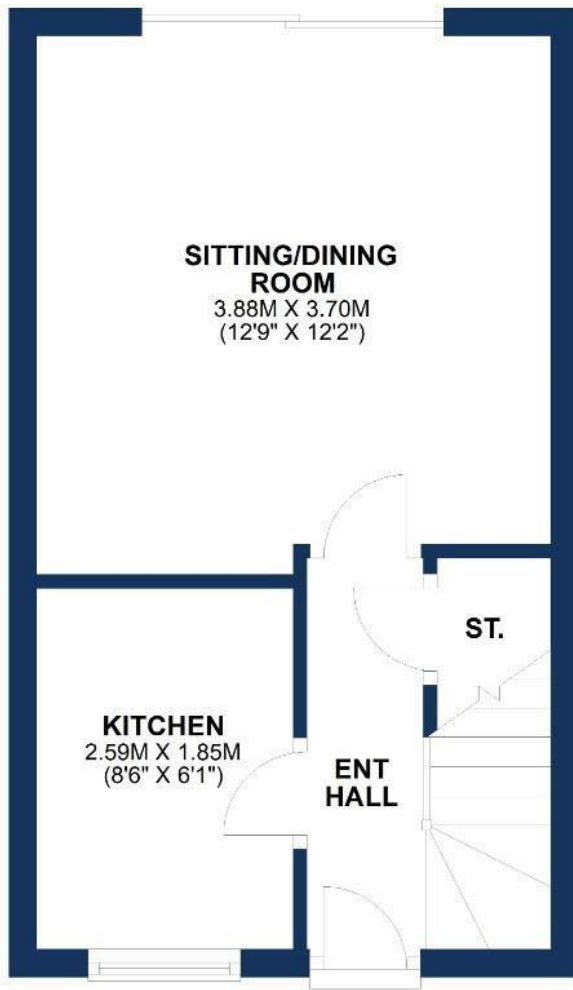 SITTING/DINING
ROOM
3.88M X 3.70M
(12'9" X 12'2")
ST.
KITCHEN
2.59M X 1.85M
(8'6" X 6'1")
ENT
HALL